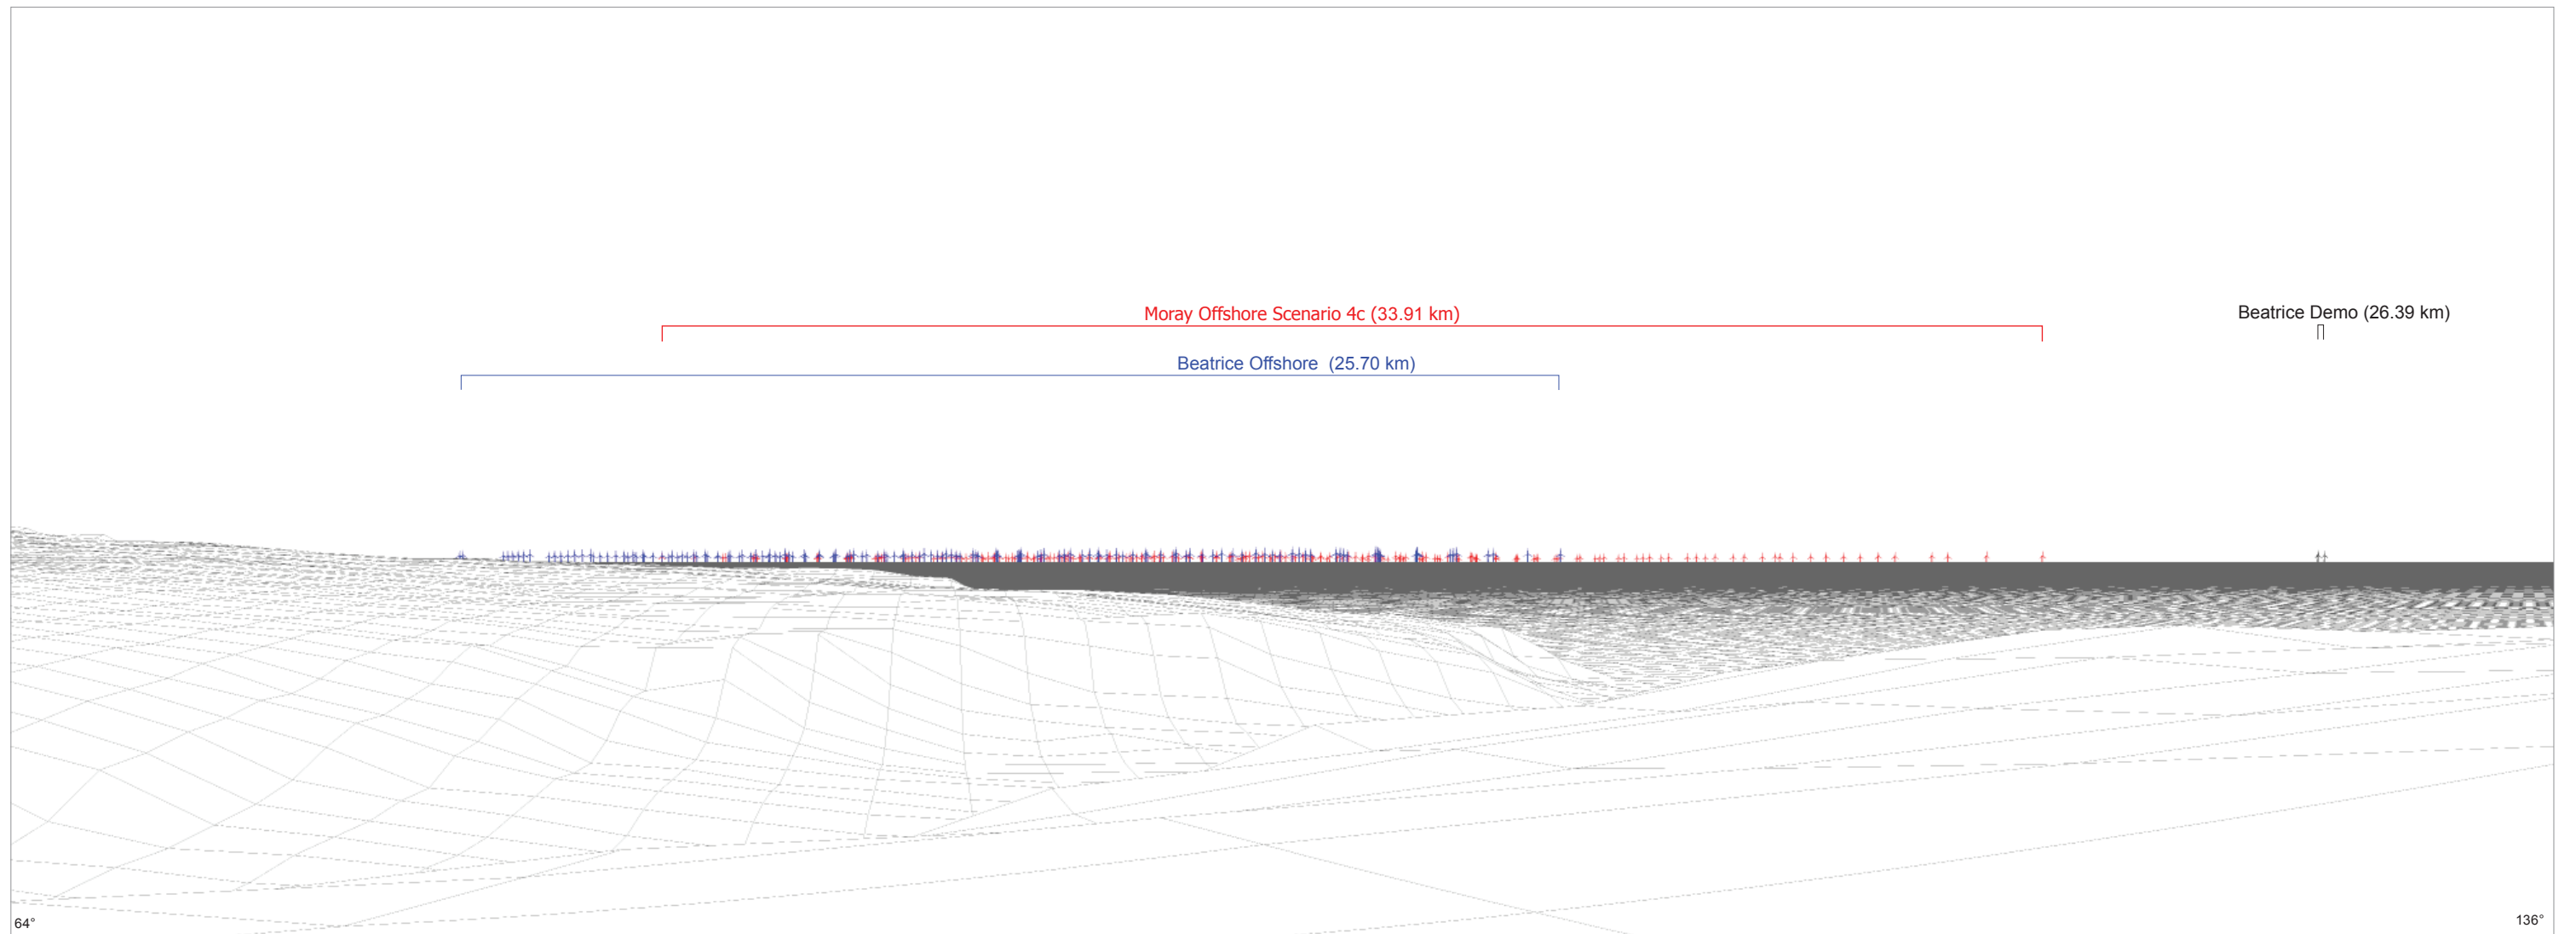 Moray Offshore Scenario 4c (33.91 km)
Beatrice Demo (26.39 km)
Beatrice Offshore  (25.70 km)
64°
136°